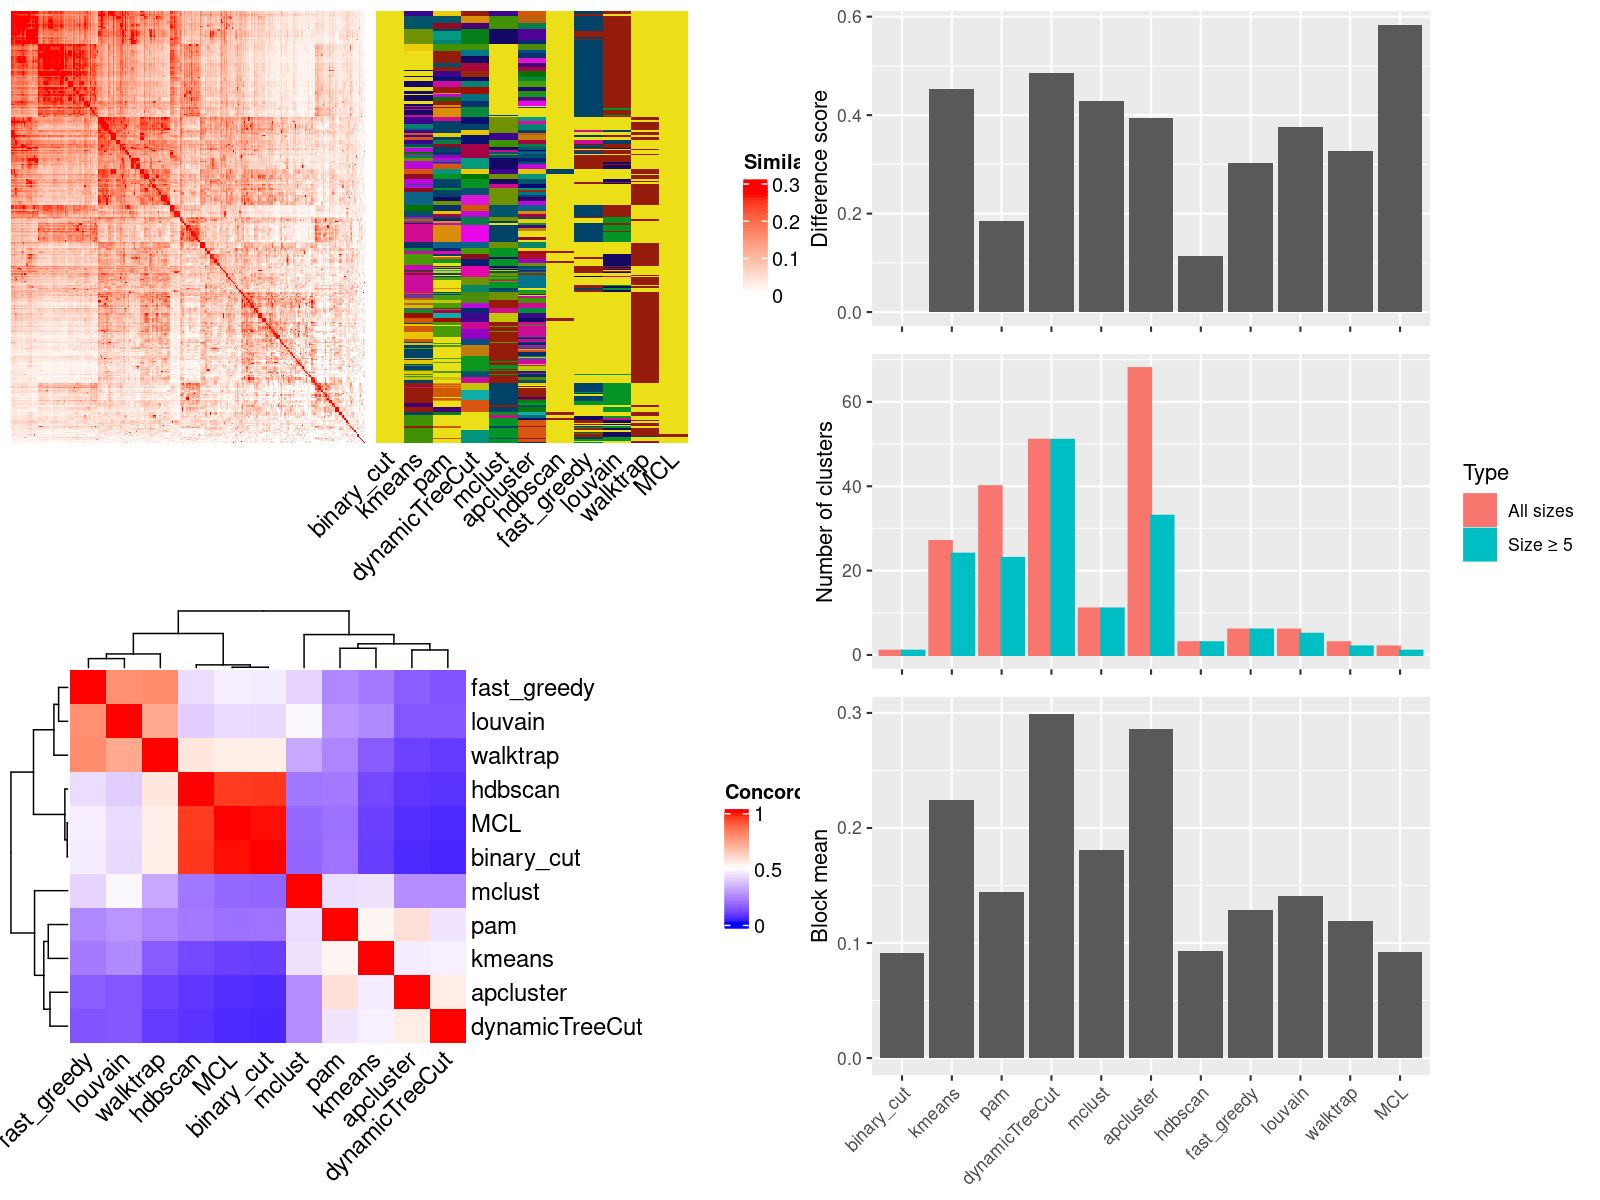 Simila
0.3
0.2
0.1
0
binary_cut
kmeans
pam
dynamicTreeCut
mclust
apcluster
hdbscan
fast_greedy
louvain
walktrap
MCL
fast_greedy
louvain
walktrap
hdbscan
MCL
binary_cut
mclust
pam
kmeans
apcluster
dynamicTreeCut
fast_greedy
louvain
walktrap
hdbscan
MCL
binary_cut
mclust
pam
kmeans
apcluster
dynamicTreeCut
Concord
1
0.5
0
Difference score
0.6
0.4
0.2
0.0
Number of clusters
60
40
20
0
Type
All sizes
Size ≥ 5
Block mean
0.3
0.2
0.1
0.0
binary_cut
kmeans
pam
dynamicTreeCut
mclust
apcluster
hdbscan
fast_greedy
louvain
walktrap
MCL